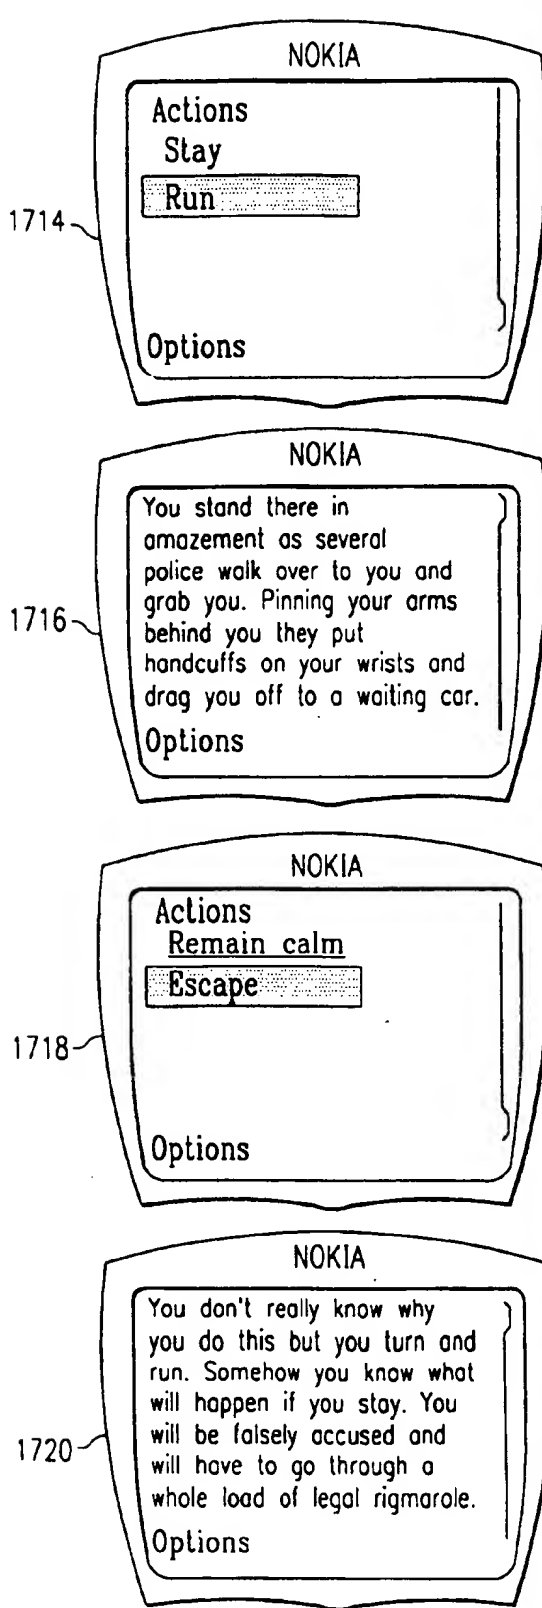 NOKIA
Actions
Stay
Run
1714
Options
NOKIA
You stand there in
amazement as several
police walk over to you and
grab you. Pinning your arms
1716
behind you they put
handcuffs on your wrists and
drag you off to a waiting car.
Options
NOKIA
Actions
Remain calm
Escape
1718
Options
NOKIA
You don't really know why
you do this but you turn and
run. Somehow you know what
will happen if you stay. You
will be falsely accused and
1720
will have to go through a
whole load of legal rigmarole.
Options